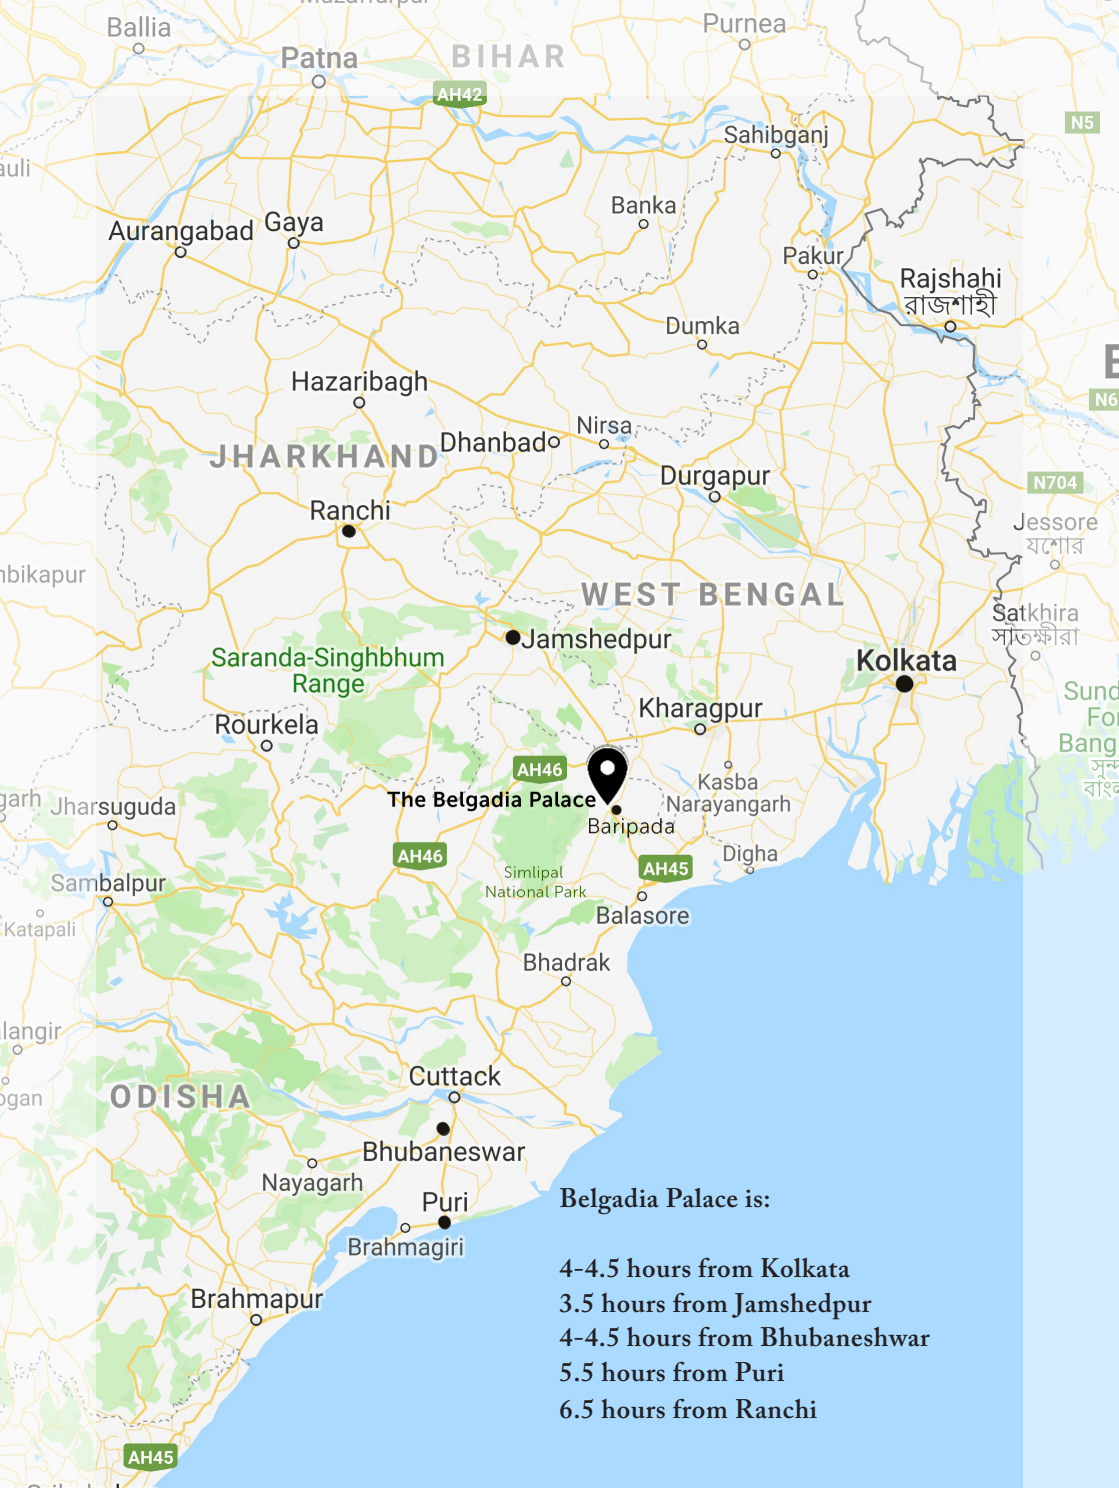 Ballia
Patna
BIHAR
Purnea
AH42
N5
Sahibganj
Banka
Aurangabad
Gaya
Pakur
Rajshahi
রাজশাহী
Dumka
N6
Hazaribagh
Nirsa
Dhanbad
JHARKHAND
Durgapur
N704
Ranchi
Jessore
যশোর
WEST BENGAL
Satkhira
সাতক্ষীরা
Jamshedpur
Saranda-Singhbhum
Range
Kolkata
Kharagpur
Rourkela
AH46
Kasba
Narayangarh
The Belgadia Palace
Baripada
Jharsuguda
AH46
AH45
Digha
Simlipal
National Park
Sambalpur
Balasore
Katapali
Bhadrak
Cuttack
ODISHA
Bhubaneswar
Nayagarh
Puri
Brahmagiri
Belgadia Palace is:
4-4.5 hours from Kolkata
3.5 hours from Jamshedpur
4-4.5 hours from Bhubaneshwar
5.5 hours from Puri
6.5 hours from Ranchi
Brahmapur
AH45